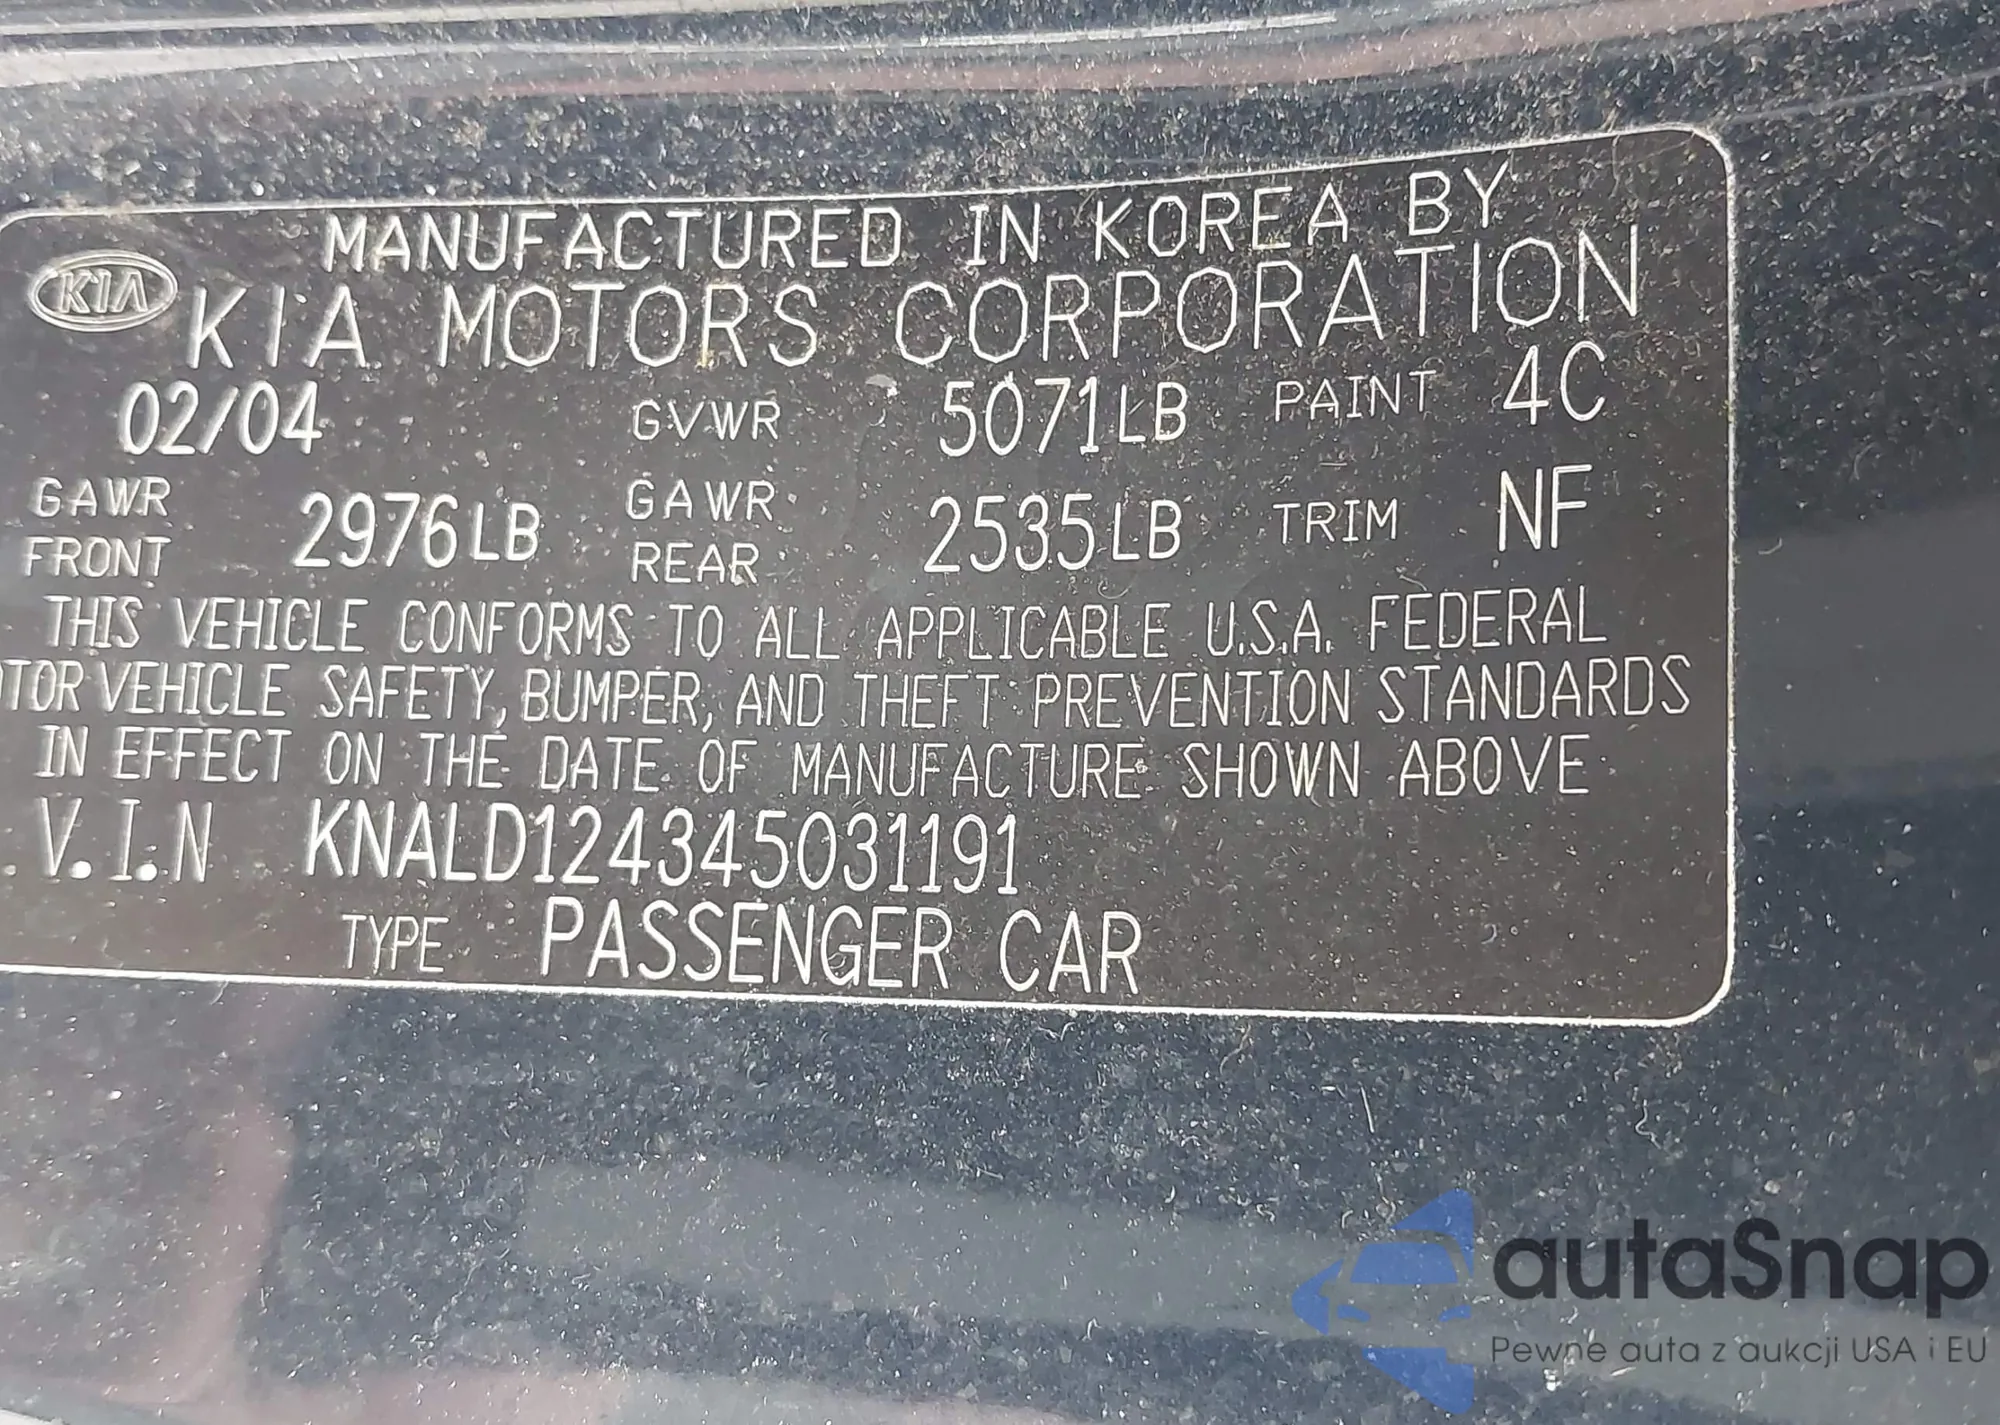 MANUFACTURED IN KOREA BY
KIA KIA MOTORS CORPORATION
02/04 GVWR 5071LB PAINT 4C
GAWR FRONT 2976LB GAWR REAR 2535LB TRIM NF
THIS VEHICLE CONFORMS TO ALL APPLICABLE U.S.A. FEDERAL
TOR VEHICLE SAFETY, BUMPER, AND THEFT PREVENTION STANDARDS
IN EFFECT ON THE DATE OF MANUFACTURE SHOWN ABOVE
.V.I.N KNALD124345031191
TYPE PASSENGER CAR
autaSnap
Pewne auta z aukcji USA i EU